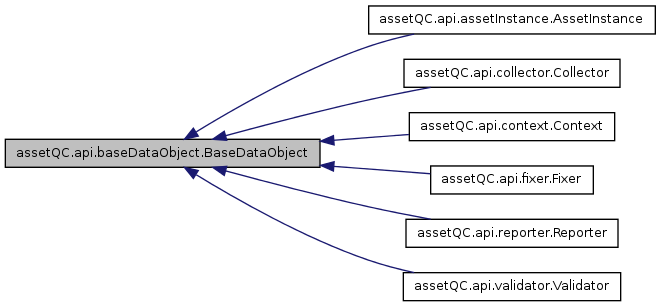 assetQC.api.assetInstance.AssetInstance
assetQC.api.collector.Collector
assetQC.api.context.Context
assetQC.api.baseDataObject.BaseDataObject
assetQC.api.fixer.Fixer
assetQC.api.reporter.Reporter
assetQC.api.validator.Validator